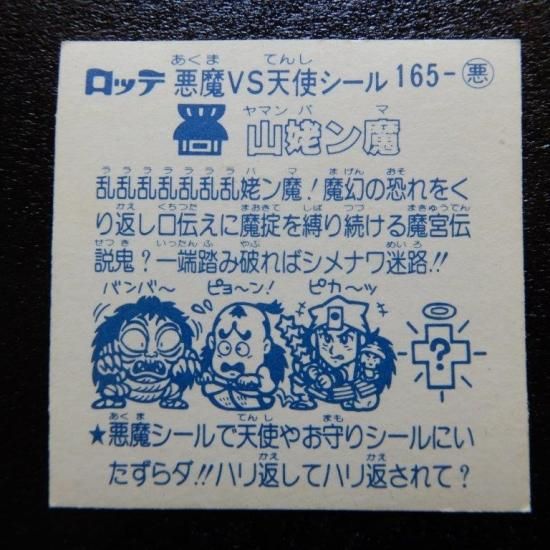 ロッテ 悪魔VS天使シール 165-悪
山姥ン魔
乱乱乱乱乱乱乱姥ン魔!魔幻の恐れをく
り返し口伝えに魔掟を縛り続ける魔宮伝
説鬼?一端踏み破ればシメナワ迷路!!
バンバ〜 ピョ〜ン! ピカ〜ッ
?
★悪魔シールで天使やお守りシールにい
たずらダ!!ハリ返してハリ返されて?